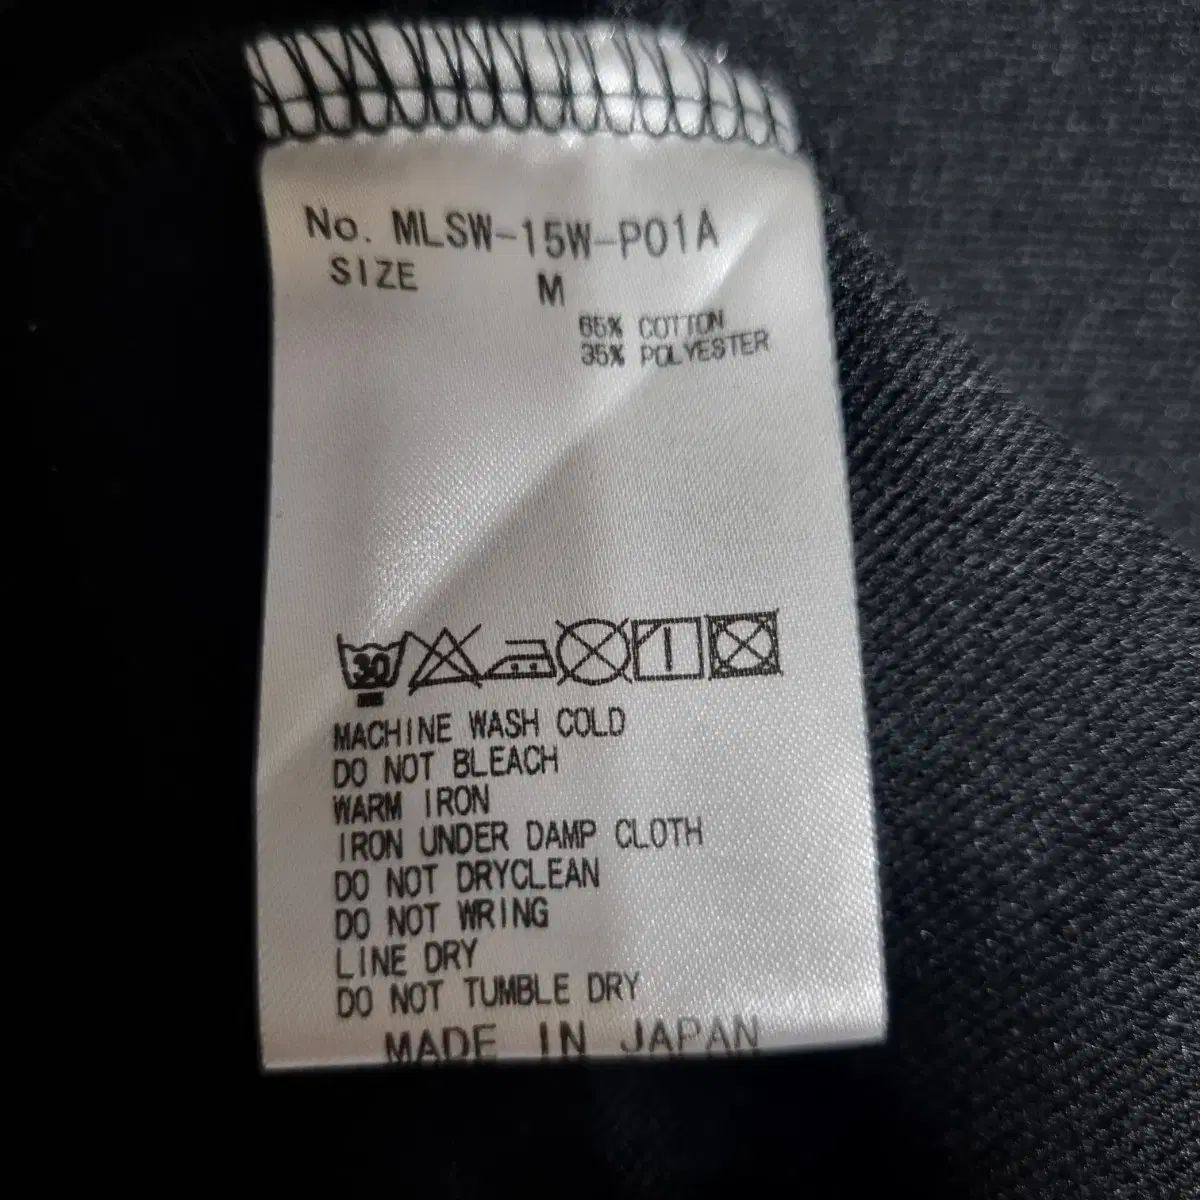 No. MLSW-15W-P01A
SIZE M
65% COTTON
35% POLYESTER
30
MACHINE WASH COLD
DO NOT BLEACH
WARM IRON
IRON UNDER DAMP CLOTH
DO NOT DRYCLEAN
DO NOT WRING
LINE DRY
DO NOT TUMBLE DRY
MADE IN JAPAN